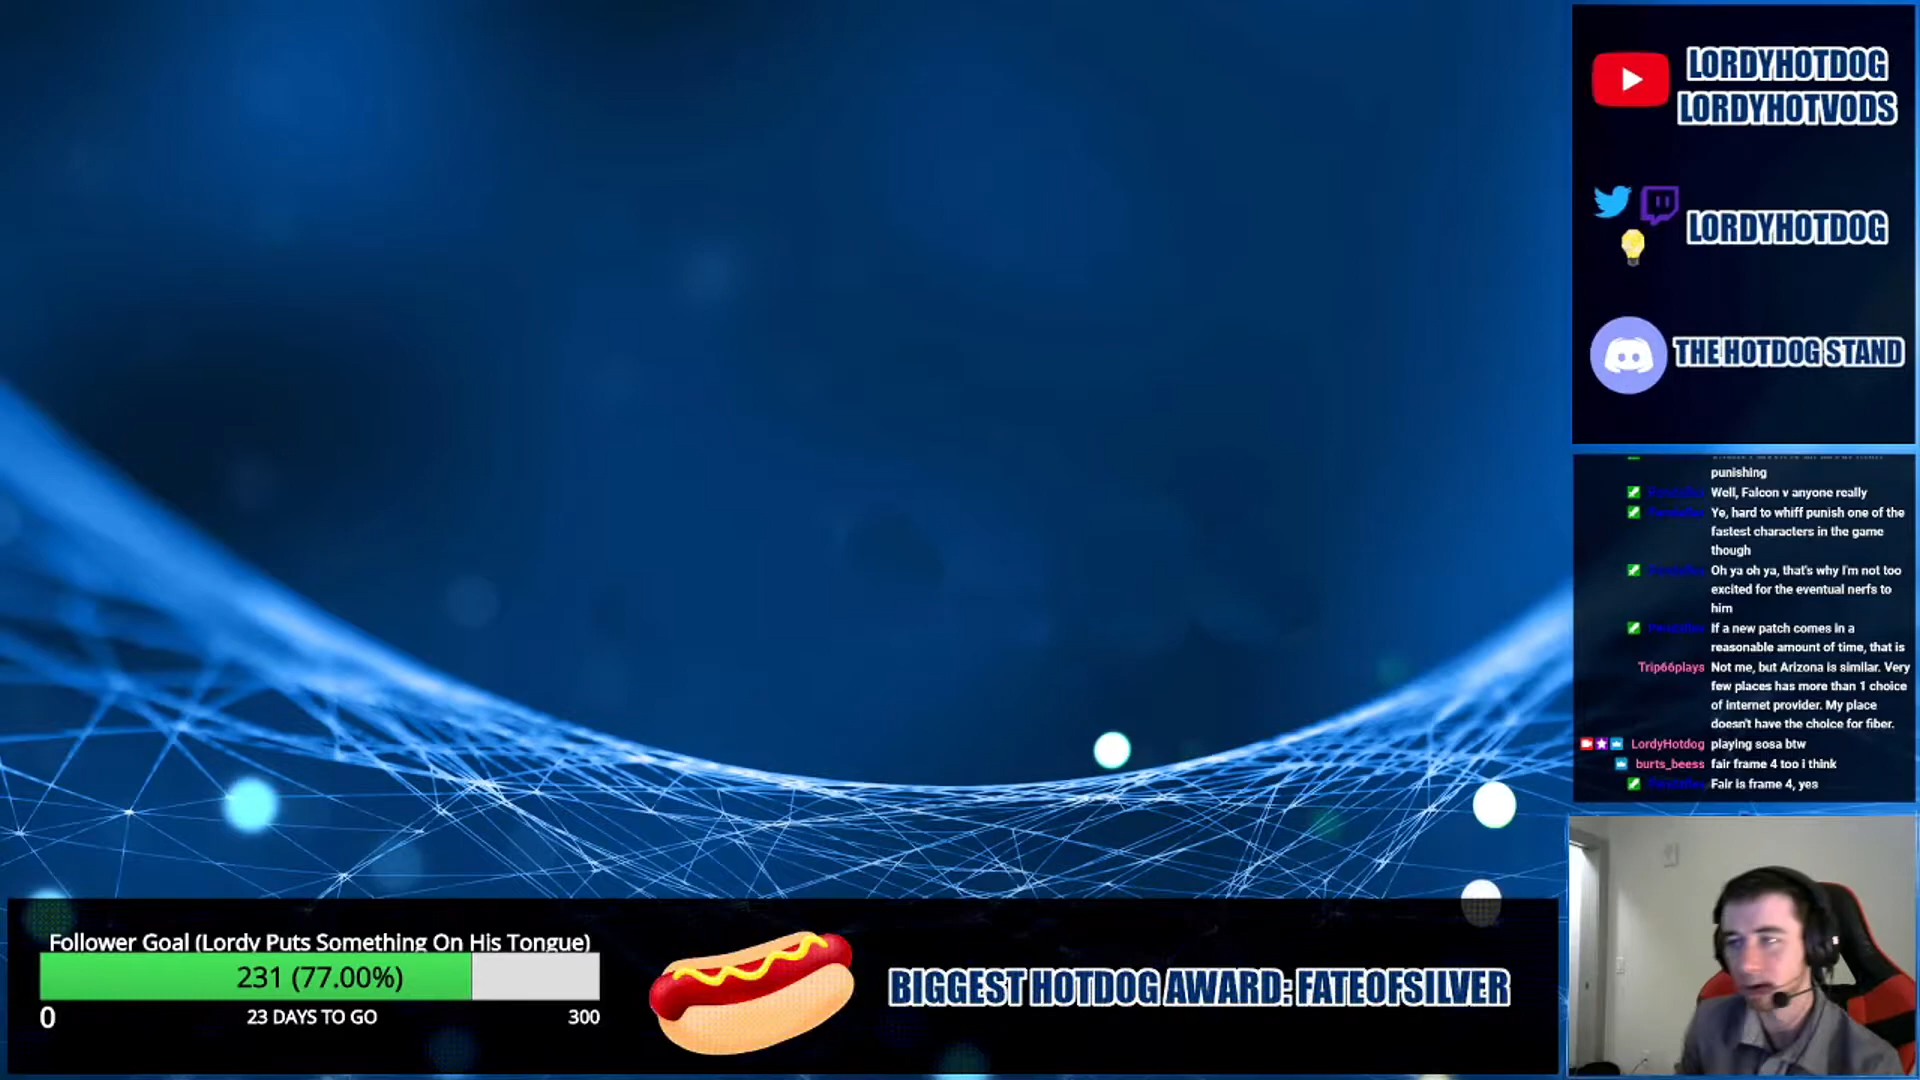 LORDYHOTDOG
LORDYHOTVODS
LORDYHOTDOG
THE HOTDOG STAND
punishing
Well, Falcon v anyone really
Ye, hard to whiff punish one of the
fastest characters in the game
though
Oh ya oh ya, that's why I'm not too
excited for the eventual nerfs to
him
If a new patch comes in a
reasonable amount of time, that is
Trip66plays Not me, but Arizona is similar. Very
few places has more than 1 choice
of internet provider. My place
doesn't have the choice for fiber.
LordyHotdog playing sosa btw
burts_beess fair frame 4 too i think
Fair is frame 4, yes
Follower Goal (Lordy Puts Something On His Tongue)
231 (77.00%)
0 23 DAYS TO GO 300
BIGGEST HOTDOG AWARD: FATEOFSILVER